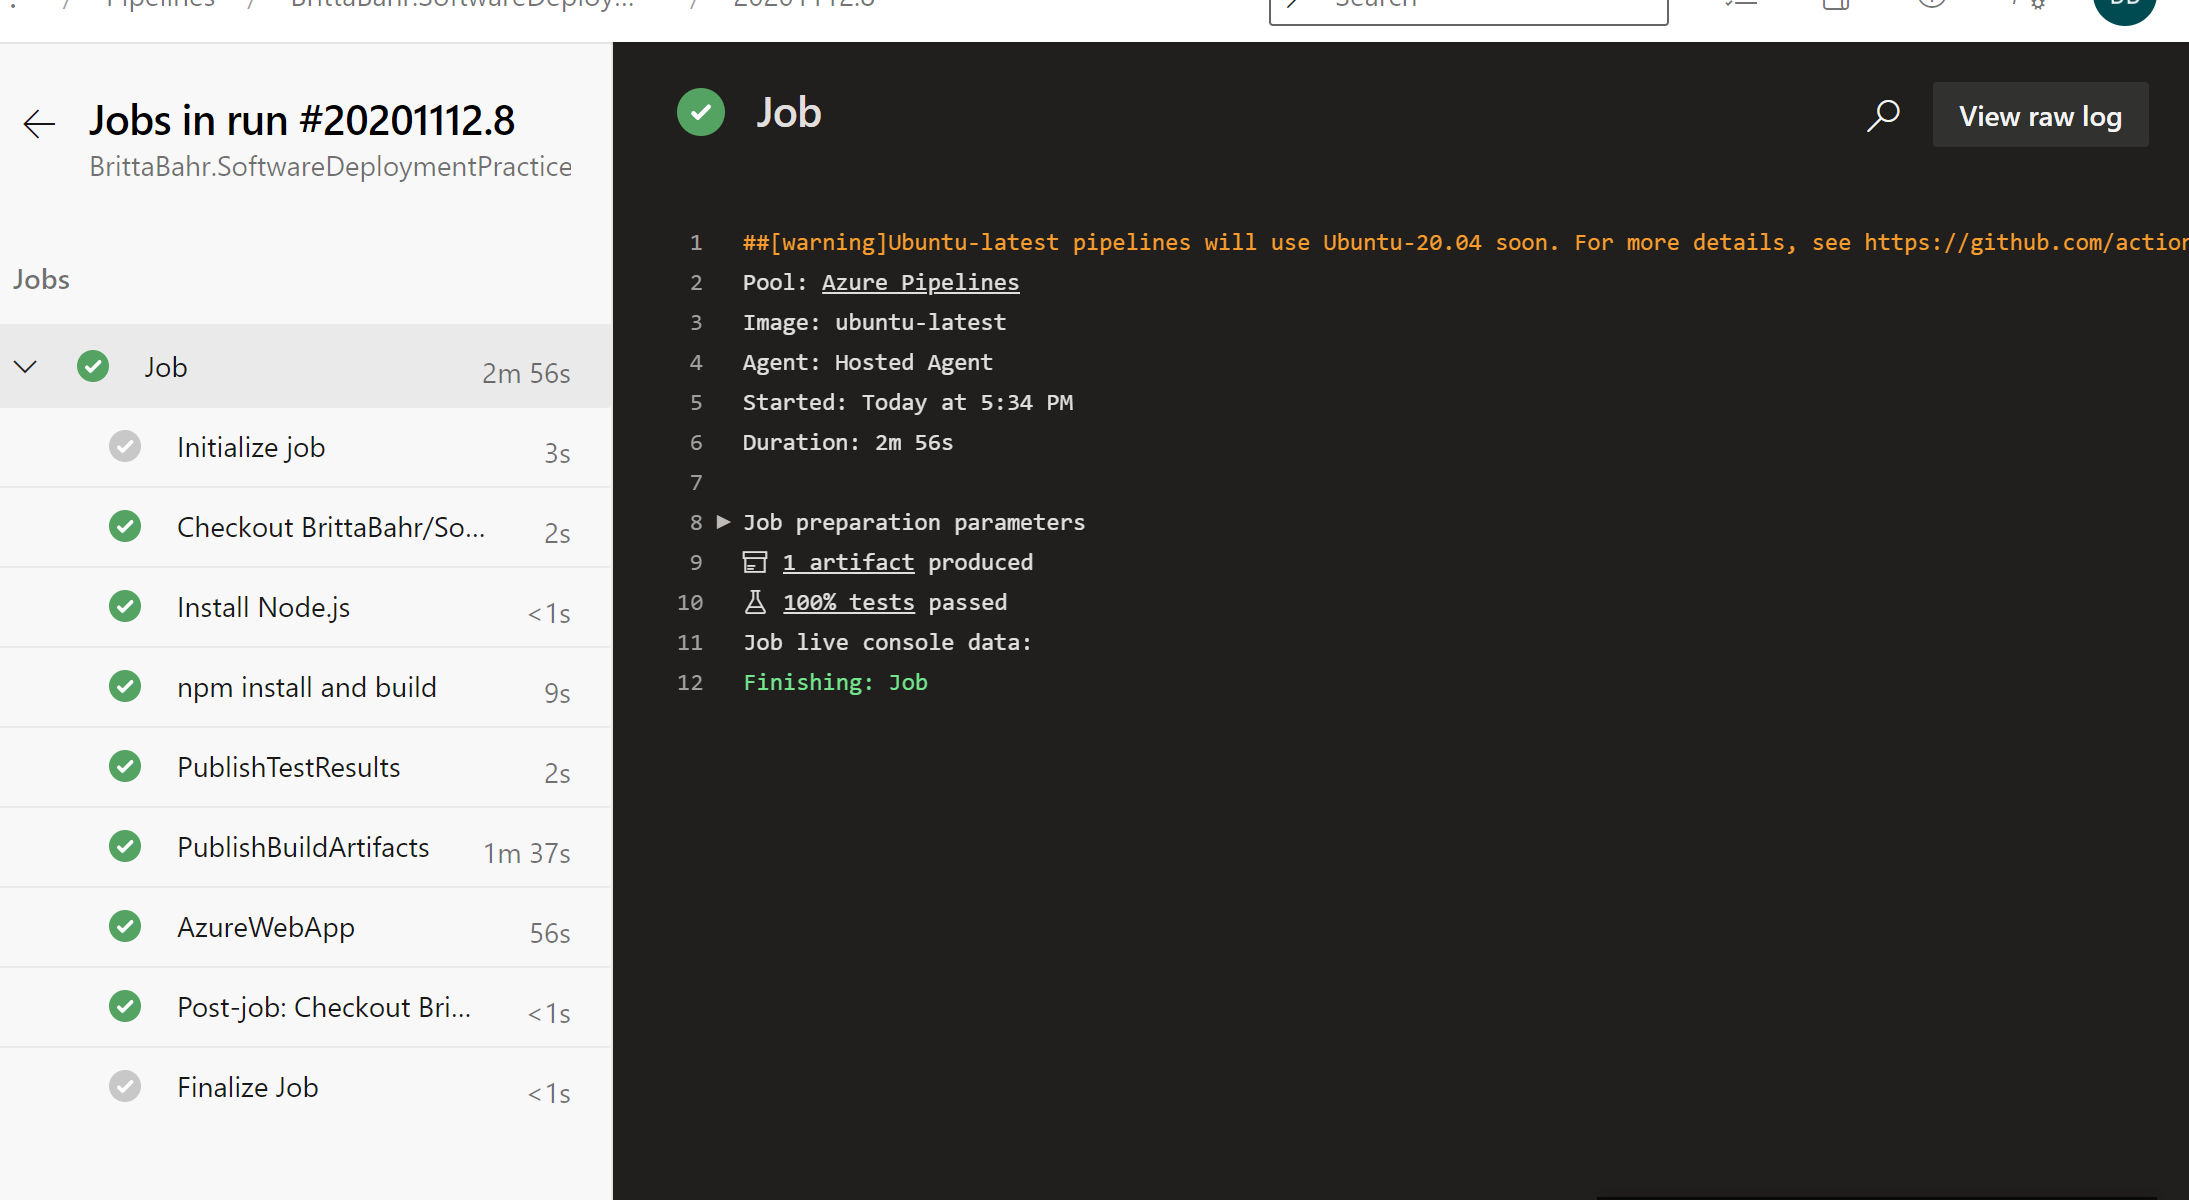 / Pipelines / BrittaBahr.SoftwareDeploy... / 20201112.8
Search
BB
Jobs in run #20201112.8
BrittaBahr.SoftwareDeploymentPractice
Jobs
Job 2m 56s
Initialize job 3s
Checkout BrittaBahr/So... 2s
Install Node.js <1s
npm install and build 9s
PublishTestResults 2s
PublishBuildArtifacts 1m 37s
AzureWebApp 56s
Post-job: Checkout Bri... <1s
Finalize Job <1s
Job
View raw log
1 ##[warning]Ubuntu-latest pipelines will use Ubuntu-20.04 soon. For more details, see https://github.com/action
2 Pool: Azure Pipelines
3 Image: ubuntu-latest
4 Agent: Hosted Agent
5 Started: Today at 5:34 PM
6 Duration: 2m 56s
7
8 Job preparation parameters
9 1 artifact produced
10 100% tests passed
11 Job live console data:
12 Finishing: Job